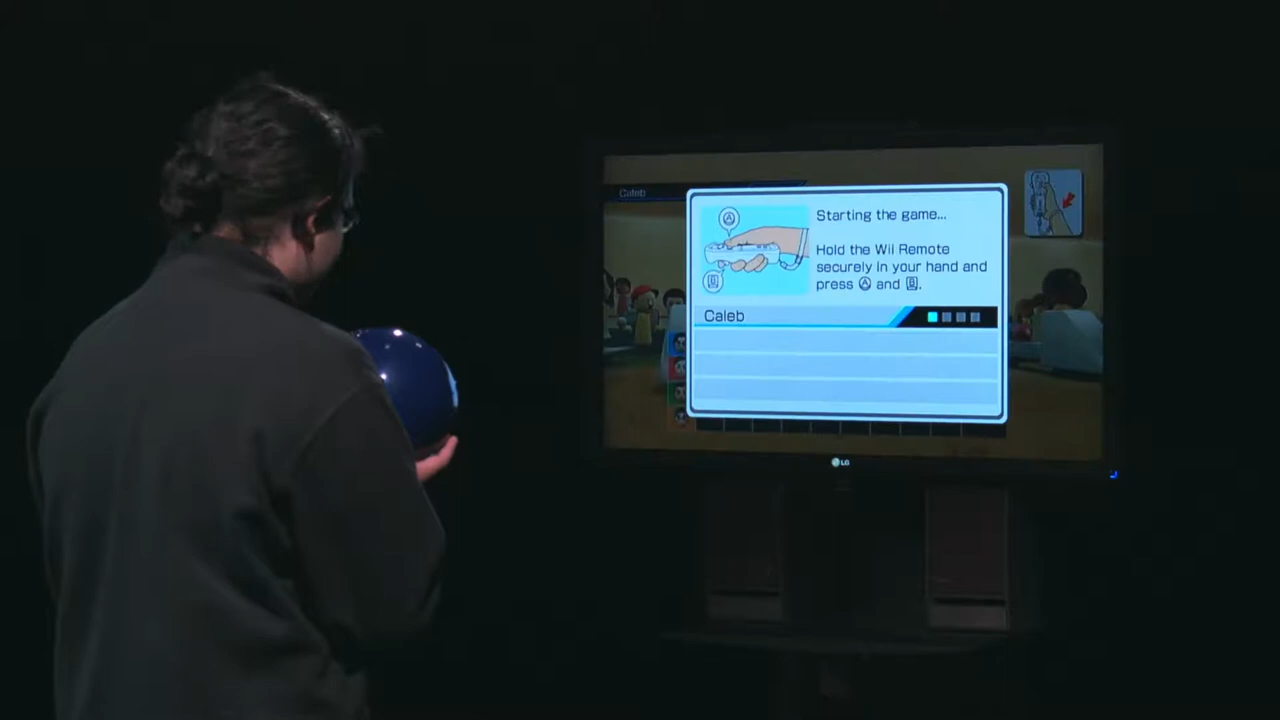 Caleb
Starting the game...
Hold the Wii Remote
securely in your hand and
press Ⓐ and B.
Caleb
LG